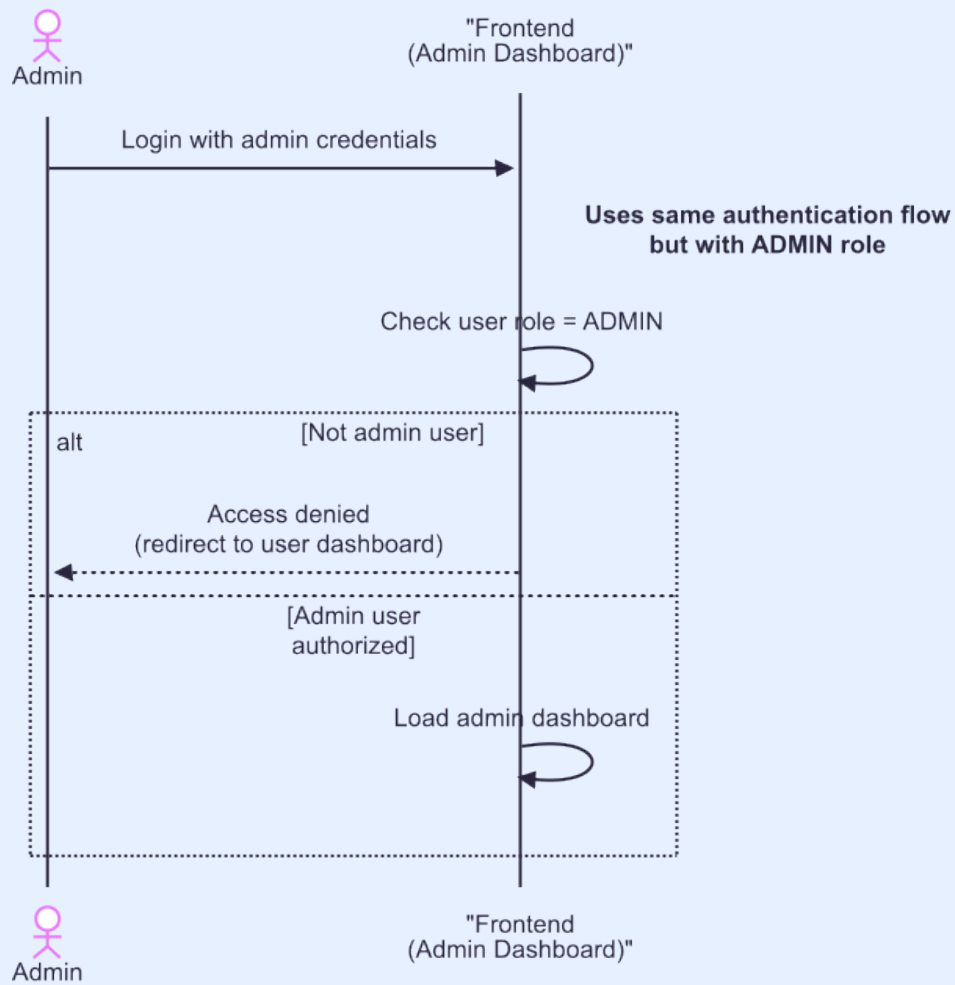 "Frontend
(Admin Dashboard)"
Admin
Login with admin credentials
Uses same authentication flow
but with ADMIN role
Check user role = ADMIN
alt
[Not admin user]
Access denied
(redirect to user dashboard)
[Admin user
authorized]
Load admin dashboard
"Frontend
(Admin Dashboard)"
Admin